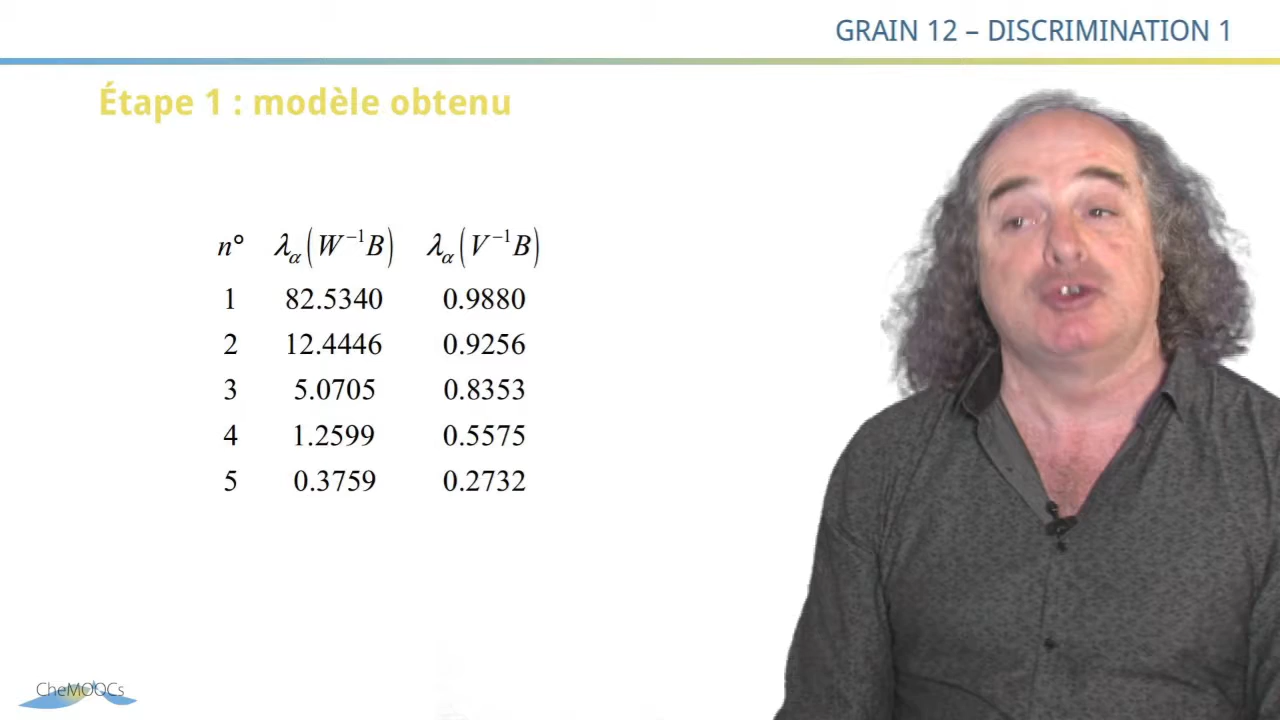 GRAIN 12 – DISCRIMINATION 1
Étape 1 : modèle obtenu
n° λα(W⁻¹B) λα(V⁻¹B)
1 82.5340 0.9880
2 12.4446 0.9256
3 5.0705 0.8353
4 1.2599 0.5575
5 0.3759 0.2732
CheMOOCs